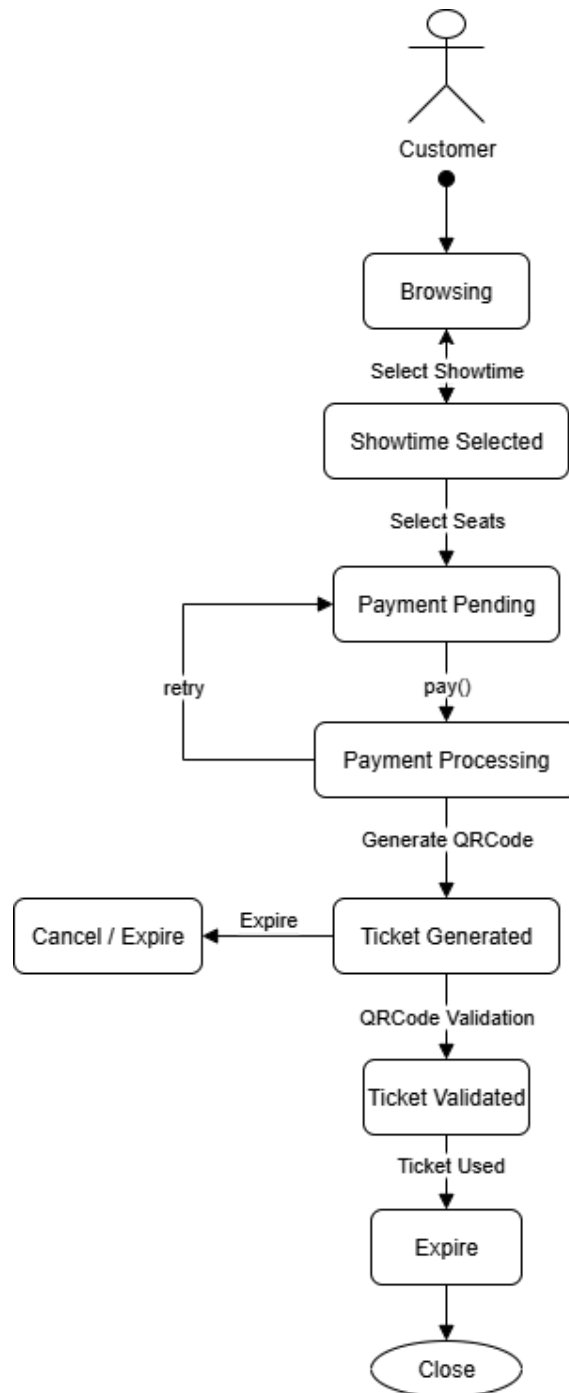 Customer
Browsing
Select Showtime
Showtime Selected
Select Seats
Payment Pending
retry
pay()
Payment Processing
Generate QRCode
Cancel / Expire
Expire
Ticket Generated
QRCode Validation
Ticket Validated
Ticket Used
Expire
Close